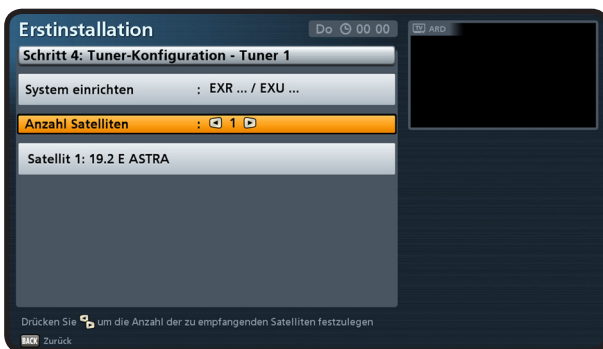 Erstinstallation
Do 00 00
TV ARD
Schritt 4: Tuner-Konfiguration - Tuner 1
System einrichten : EXR ... / EXU ...
Anzahl Satelliten : 1
Satellit 1: 19.2 E ASTRA
Drücken Sie um die Anzahl der zu empfangenden Satelliten festzulegen
BACK Zurück